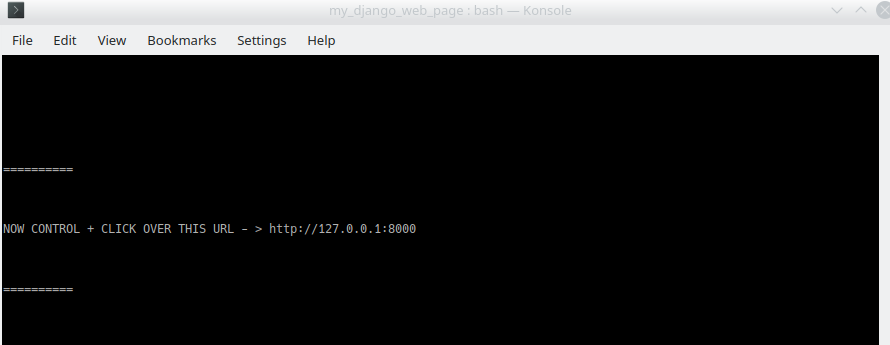 my_django_web_page : bash — Konsole
File Edit View Bookmarks Settings Help
==========
NOW CONTROL + CLICK OVER THIS URL - > http://127.0.0.1:8000
==========